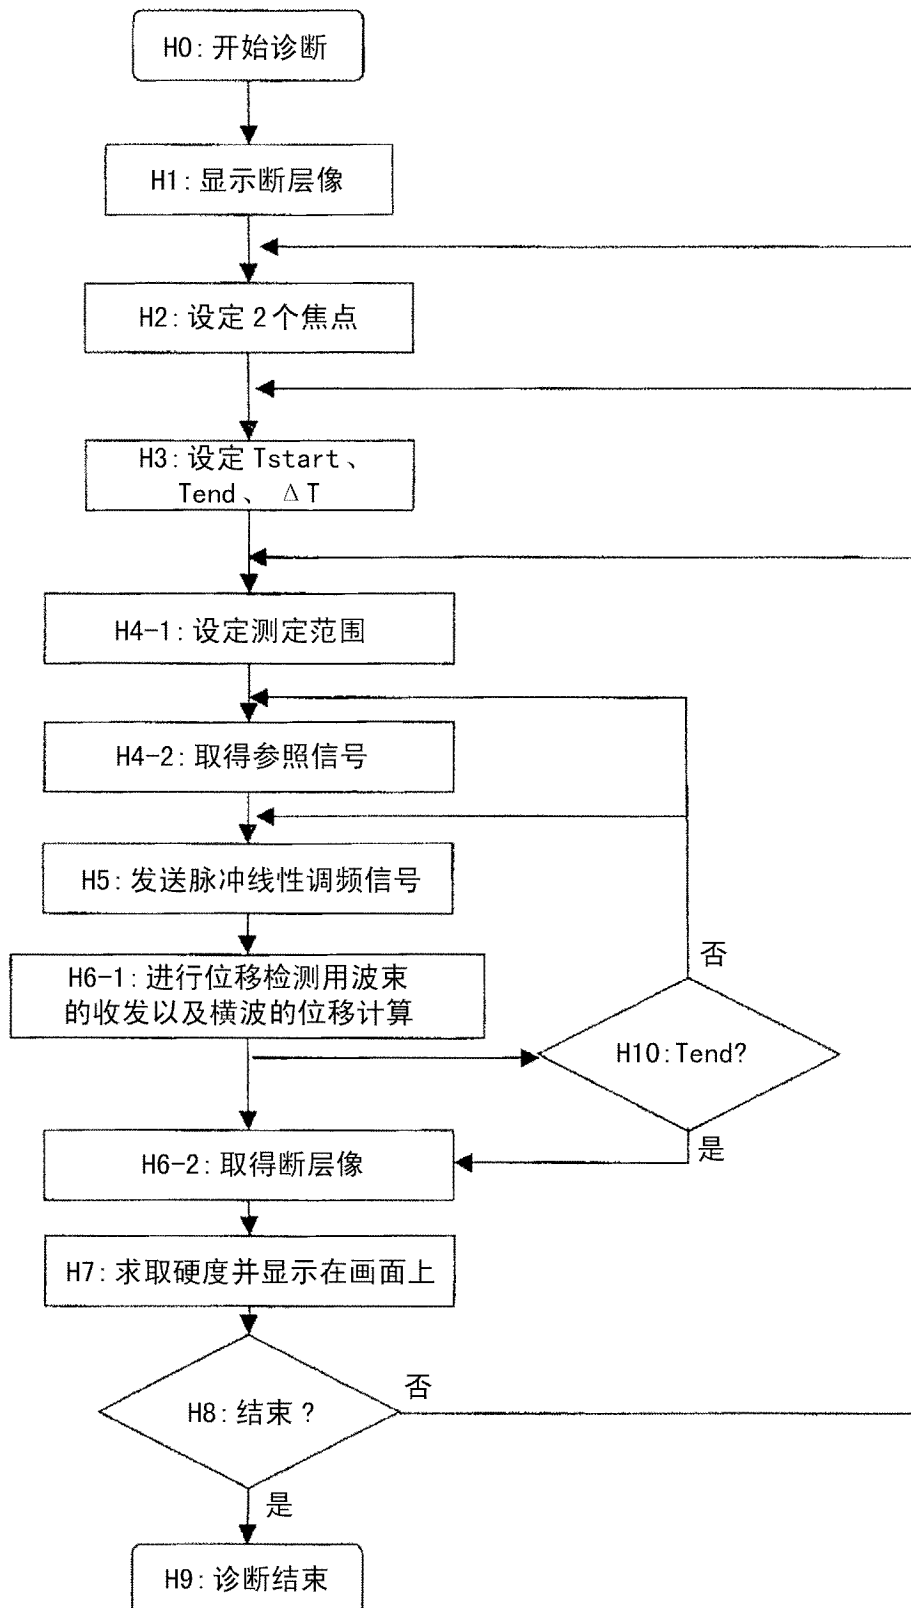 H0:开始诊断
H1:显示断层像
H2:设定2个焦点
H3:设定Tstart、
Tend、 ΔT
H4-1:设定测定范围
H4-2:取得参照信号
H5:发送脉冲线性调频信号
H6-1:进行位移检测用波束
的收发以及横波的位移计算
否
H10:Tend?
是
H6-2:取得断层像
H7:求取硬度并显示在画面上
H8:结束?
否
是
H9:诊断结束